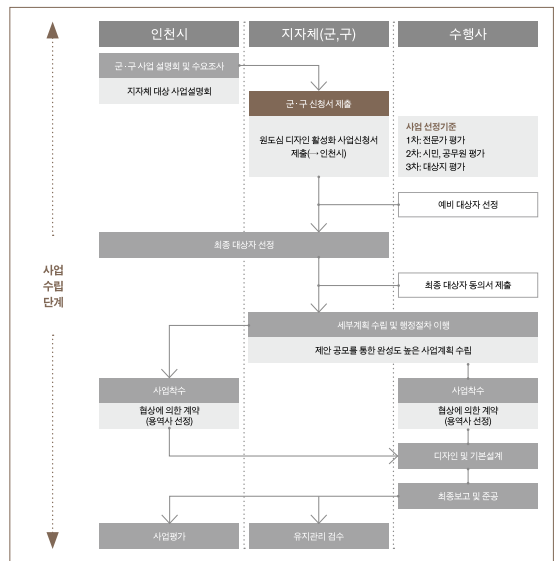 인천시
지자체(군,구)
수행사
군·구 사업 설명회 및 수요조사
지자체 대상 사업설명회
군·구 신청서 제출
원도심 디자인 활성화 사업신청서
제출(→인천시)
사업 선정기준
1차: 전문가 평가
2차: 시민, 공무원 평가
3차: 대상지 평가
예비 대상자 선정
최종 대상자 선정
사업
수립
단계
최종 대상자 동의서 제출
세부계획 수립 및 행정절차 이행
제안 공모를 통한 완성도 높은 사업계획 수립
사업착수
협상에 의한 계약
(용역사 선정)
사업착수
협상에 의한 계약
(용역사 선정)
디자인 및 기본설계
최종보고 및 준공
사업평가
유지관리 검수